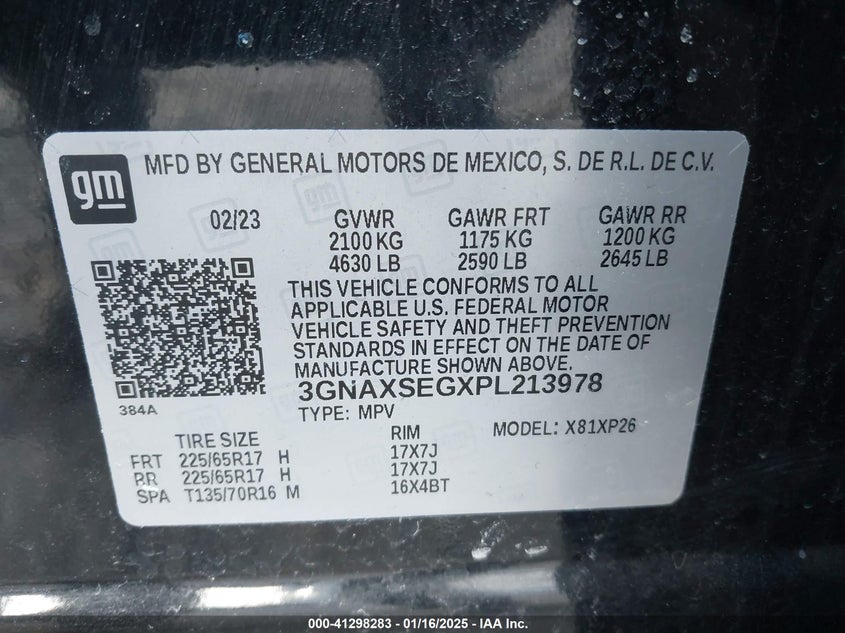 gm
MFD BY GENERAL MOTORS DE MEXICO, S. DE R.L. DE C.V.
02/23 GVWR GAWR FRT GAWR RR
2100 KG 1175 KG 1200 KG
4630 LB 2590 LB 2645 LB
THIS VEHICLE CONFORMS TO ALL
APPLICABLE U.S. FEDERAL MOTOR
VEHICLE SAFETY AND THEFT PREVENTION
STANDARDS IN EFFECT ON THE DATE OF
MANUFACTURE SHOWN ABOVE.
3GNAXSEGXPL213978
384A
TYPE: MPV MODEL: X81XP26
TIRE SIZE RIM
FRT 225/65R17 H 17X7J
RR 225/65R17 H 17X7J
SPA T135/70R16 M 16X4BT
000-41298283 - 01/16/2025 - IAA Inc.